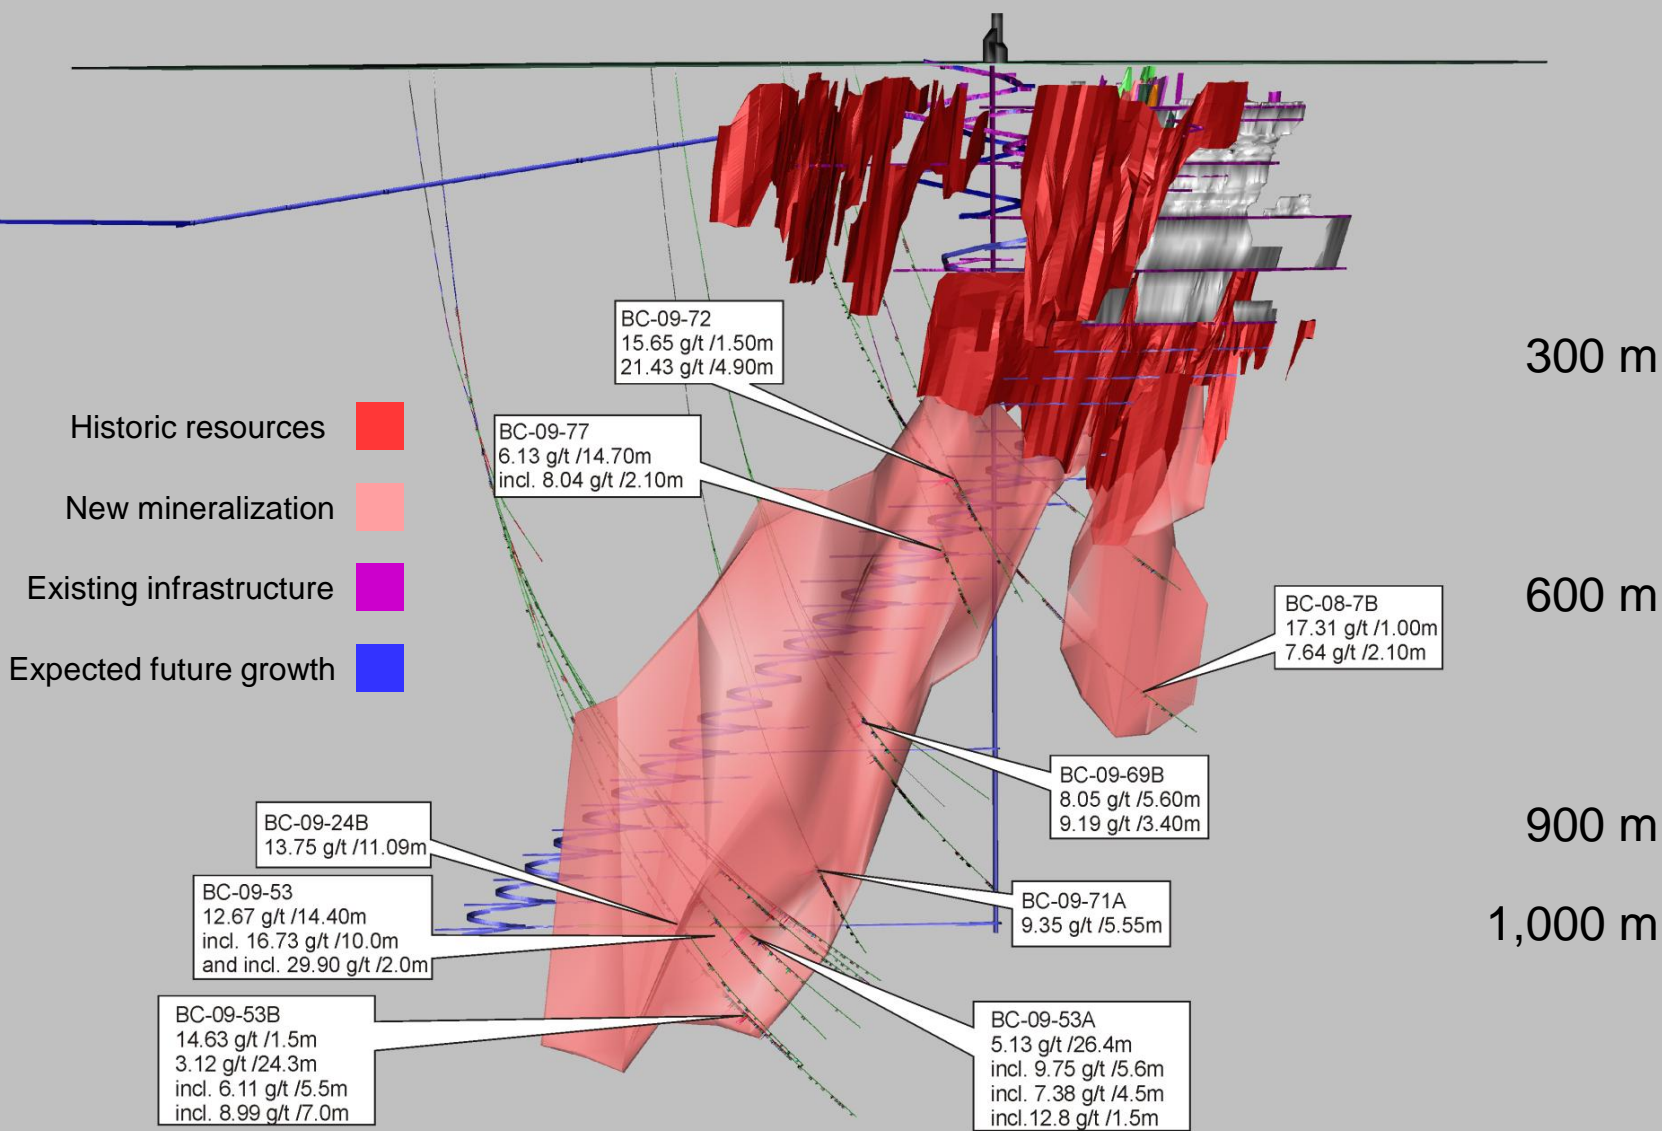 BC-09-72
15.65 g/t /1.50m
21.43 g/t /4.90m
300 m
Historic resources
BC-09-77
6.13 g/t /14.70m
incl. 8.04 g/t /2.10m
New mineralization
Existing infrastructure
600 m
BC-08-7B
17.31 g/t /1.00m
7.64 g/t /2.10m
Expected future growth
BC-09-69B
8.05 g/t /5.60m
9.19 g/t /3.40m
900 m
BC-09-24B
13.75 g/t /11.09m
BC-09-53
12.67 g/t /14.40m
incl. 16.73 g/t /10.0m
and incl. 29.90 g/t /2.0m
BC-09-71A
9.35 g/t /5.55m
1,000 m
BC-09-53B
14.63 g/t /1.5m
3.12 g/t /24.3m
incl. 6.11 g/t /5.5m
incl. 8.99 g/t /7.0m
BC-09-53A
5.13 g/t /26.4m
incl. 9.75 g/t /5.6m
incl. 7.38 g/t /4.5m
incl.12.8 g/t /1.5m